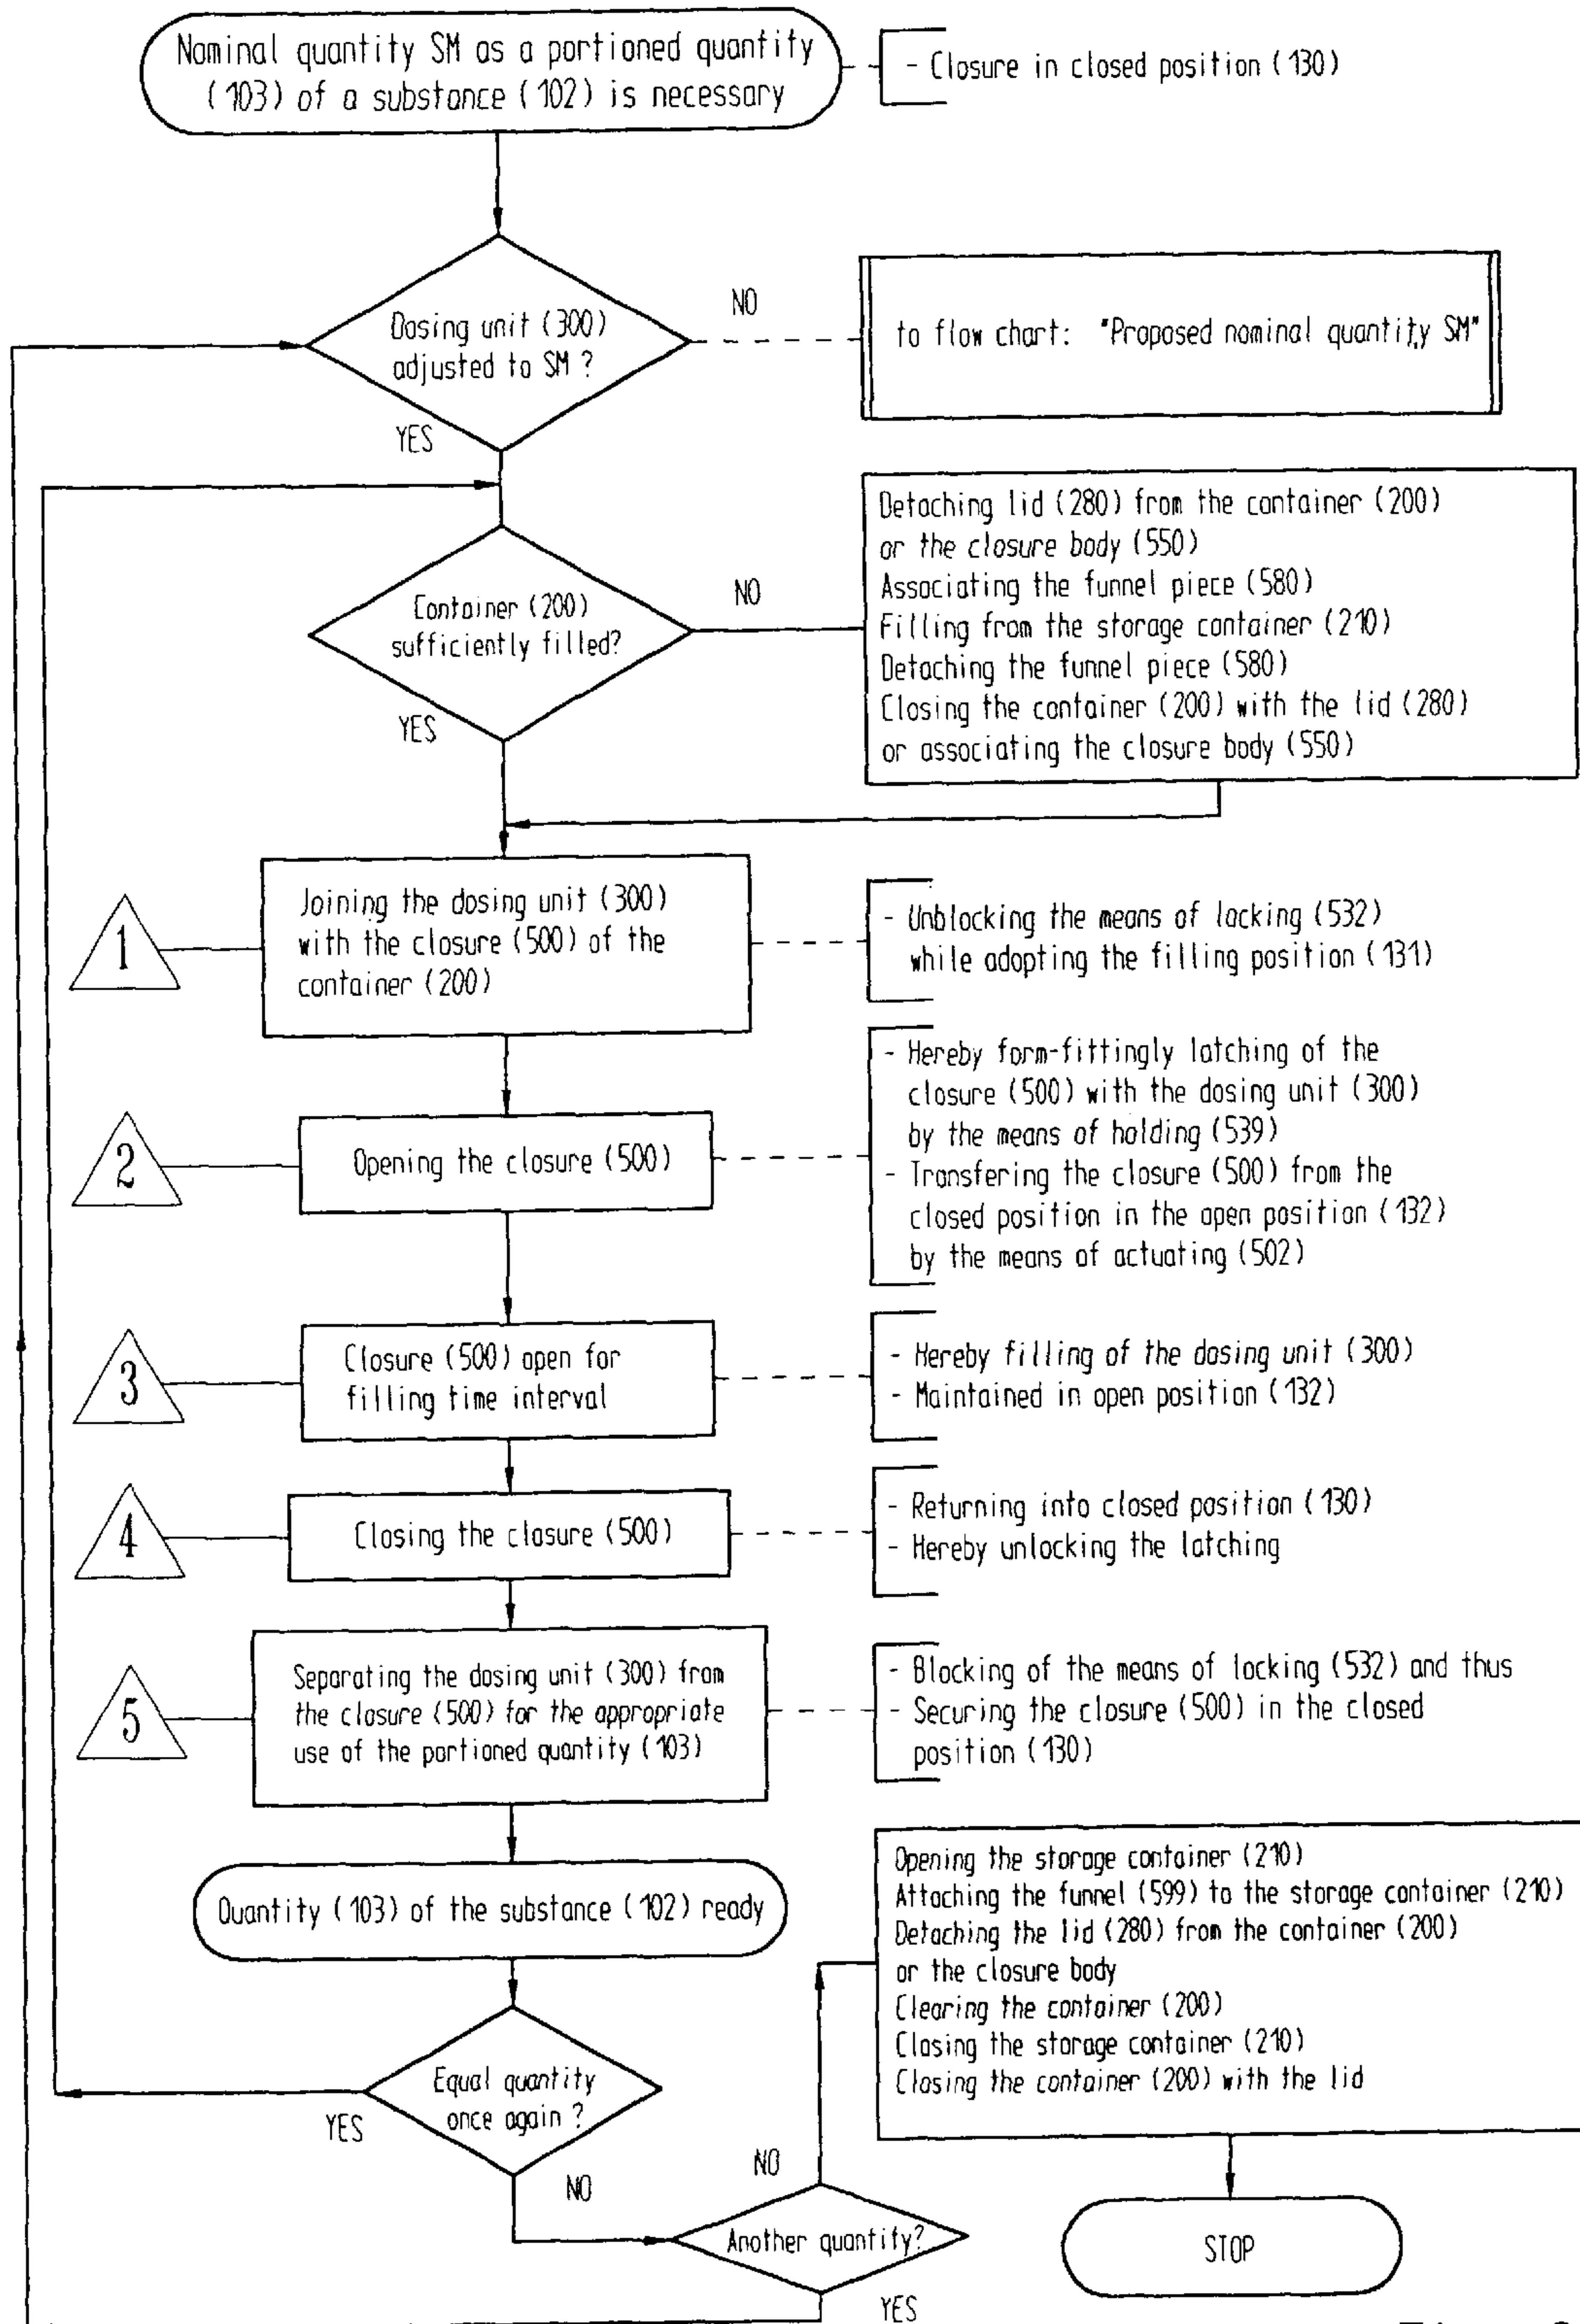 Nominal quantity SM as a portioned quantity
(103) of a substance (102) is necessary
- Closure in closed position (130)
Dosing unit (300)
adjusted to SM ?
NO
to flow chart: "Proposed nominal quantity SM"
YES
Container (200)
sufficiently filled?
NO
Detaching lid (280) from the container (200)
or the closure body (550)
Associating the funnel piece (580)
Filling from the storage container (210)
Detaching the funnel piece (580)
Closing the container (200) with the lid (280)
or associating the closure body (550)
YES
1
Joining the dosing unit (300)
with the closure (500) of the
container (200)
- Unblocking the means of locking (532)
while adopting the filling position (131)
2
Opening the closure (500)
- Hereby form-fittingly latching of the
closure (500) with the dosing unit (300)
by the means of holding (539)
- Transfering the closure (500) from the
closed position in the open position (132)
by the means of actuating (502)
3
Closure (500) open for
filling time interval
- Hereby filling of the dosing unit (300)
- Maintained in open position (132)
4
Closing the closure (500)
- Returning into closed position (130)
- Hereby unlocking the latching
5
Separating the dosing unit (300) from
the closure (500) for the appropriate
use of the portioned quantity (103)
- Blocking of the means of locking (532) and thus
- Securing the closure (500) in the closed
position (130)
Quantity (103) of the substance (102) ready
Opening the storage container (210)
Attaching the funnel (599) to the storage container (210)
Detaching the lid (280) from the container (200)
or the closure body
Clearing the container (200)
Closing the storage container (210)
Closing the container (200) with the lid
Equal quantity
once again ?
YES
NO
NO
Another quantity?
STOP
YES